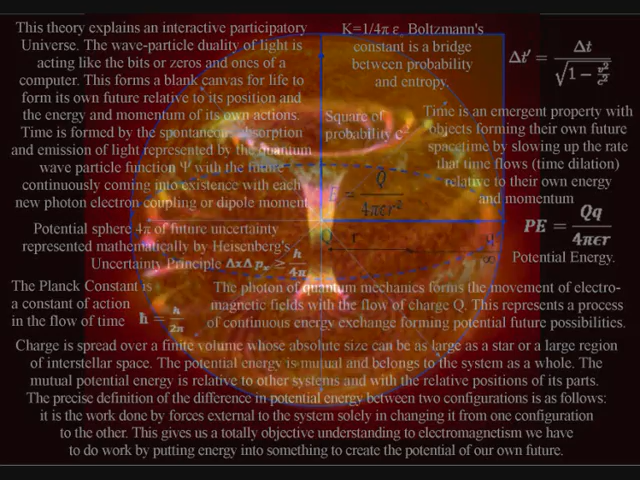 This theory explains an interactive participatory
Universe. The wave-particle duality of light is
acting like the bits or zeros and ones of a
computer. This forms a blank canvas for life to
form its own future relative to its position and
the energy and momentum of its own actions.
Time is formed by the spontaneous absorption
and emission of light represented by the quantum
wave particle function Ψ with the future
continuously coming into existence with each
new photon electron coupling or dipole moment
Potential sphere 4π of future uncertainty
represented mathematically by Heisenberg's
Uncertainty Principle ΔxΔpₓ ≥ h/4π
The Planck Constant is
a constant of action
in the flow of time ħ = h/2π
K=1/4π ε Boltzmann's
constant is a bridge
between probability
and entropy.
Square of
probability c²
E = Q/4πεr²
Q r q
∞
Δt′ = Δt/√(1 − v²/c²)
Time is an emergent property with
objects forming their own future
spacetime by slowing up the rate
that time flows (time dilation)
relative to their own energy
and momentum
PE = Qq/4πεr
Potential Energy.
The photon of quantum mechanics forms the movement of electro-
magnetic fields with the flow of charge Q. This represents a process
of continuous energy exchange forming potential future possibilities.
Charge is spread over a finite volume whose absolute size can be as large as a star or a large region
of interstellar space. The potential energy is mutual and belongs to the system as a whole. The
mutual potential energy is relative to other systems and with the relative positions of its parts.
The precise definition of the difference in potential energy between two configurations is as follows:
it is the work done by forces external to the system solely in changing it from one configuration
to the other. This gives us a totally objective understanding to electromagnetism we have
to do work by putting energy into something to create the potential of our own future.